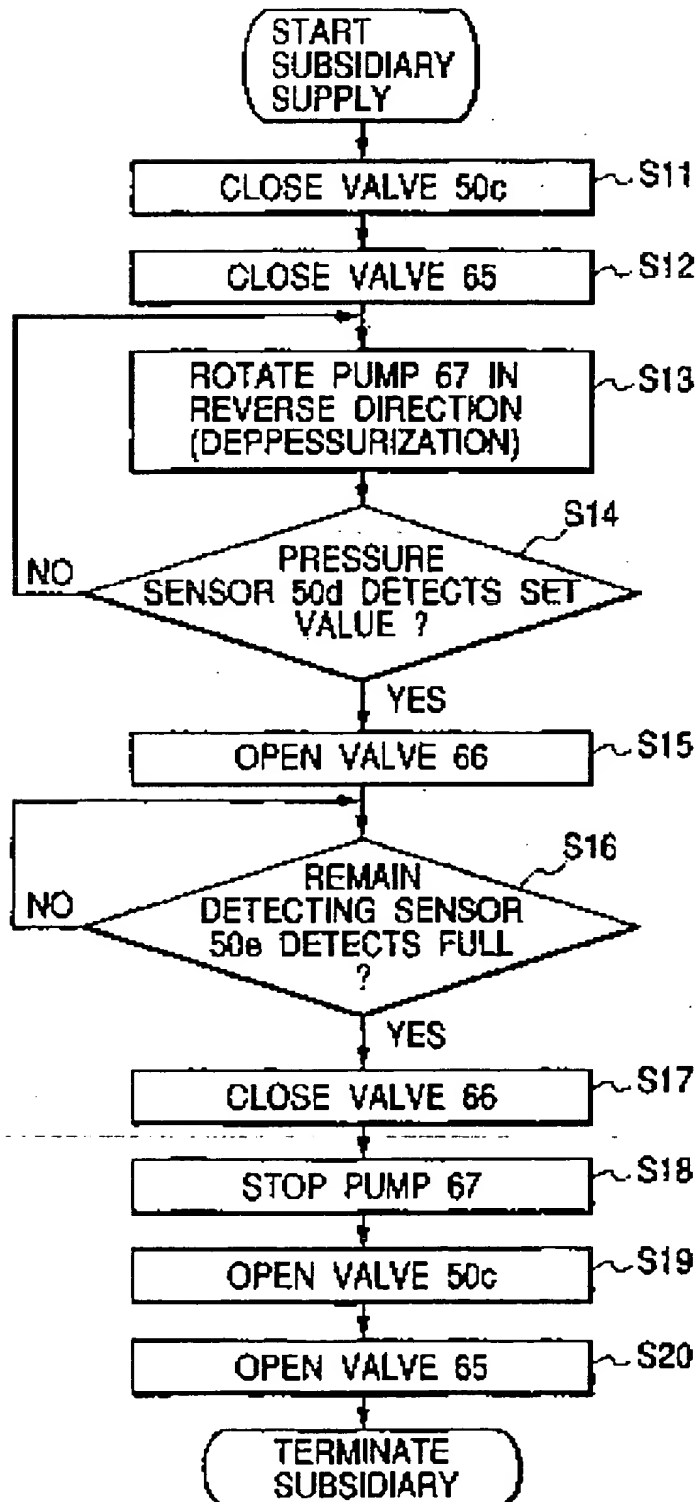 START
SUBSIDIARY
SUPPLY
CLOSE VALVE 50c
S11
CLOSE VALVE 65
S12
ROTATE PUMP 67 IN
REVERSE DIRECTION
(DEPPESSURIZATION)
S13
S14
PRESSURE
SENSOR 50d DETECTS SET
VALUE ?
NO
YES
OPEN VALVE 66
S15
S16
REMAIN
DETECTING SENSOR
50e DETECTS FULL
?
NO
YES
CLOSE VALVE 66
S17
STOP PUMP 67
S18
OPEN VALVE 50c
S19
OPEN VALVE 65
S20
TERMINATE
SUBSIDIARY